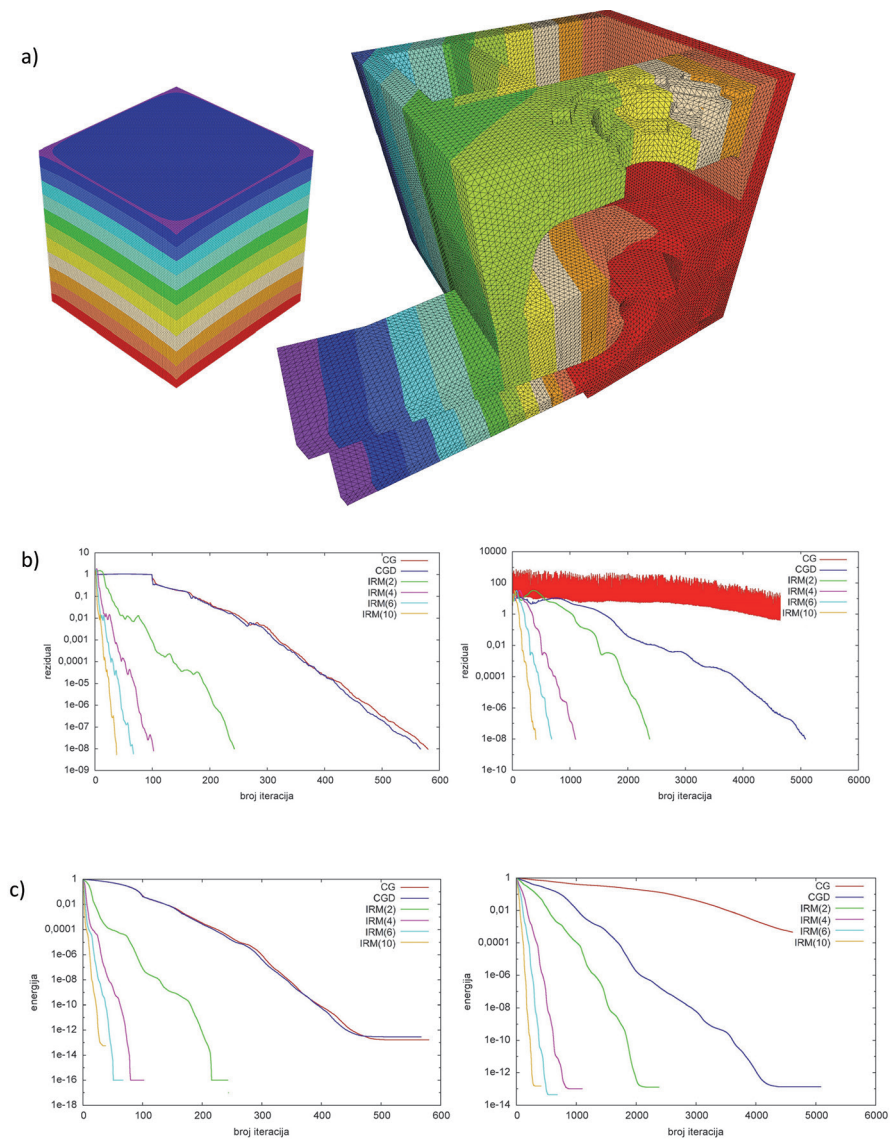 a)
b)
10
1
0,1
0,01
0,001
0,0001
1e-05
1e-06
1e-07
1e-08
1e-09
rezidual
0 100 200 300 400 500 600
broj iteracija
CG
CGD
IRM(2)
IRM(4)
IRM(6)
IRM(10)
10000
100
1
0,01
0,0001
1e-06
1e-08
1e-10
rezidual
0 1000 2000 3000 4000 5000 6000
broj iteracija
CG
CGD
IRM(2)
IRM(4)
IRM(6)
IRM(10)
c)
1
0,01
0,0001
1e-06
1e-08
1e-10
1e-12
1e-14
1e-16
1e-18
energija
0 100 200 300 400 500 600
broj iteracija
CG
CGD
IRM(2)
IRM(4)
IRM(6)
IRM(10)
1
0,01
0,0001
1e-06
1e-08
1e-10
1e-12
1e-14
energija
0 1000 2000 3000 4000 5000 6000
broj iteracija
CG
CGD
IRM(2)
IRM(4)
IRM(6)
IRM(10)